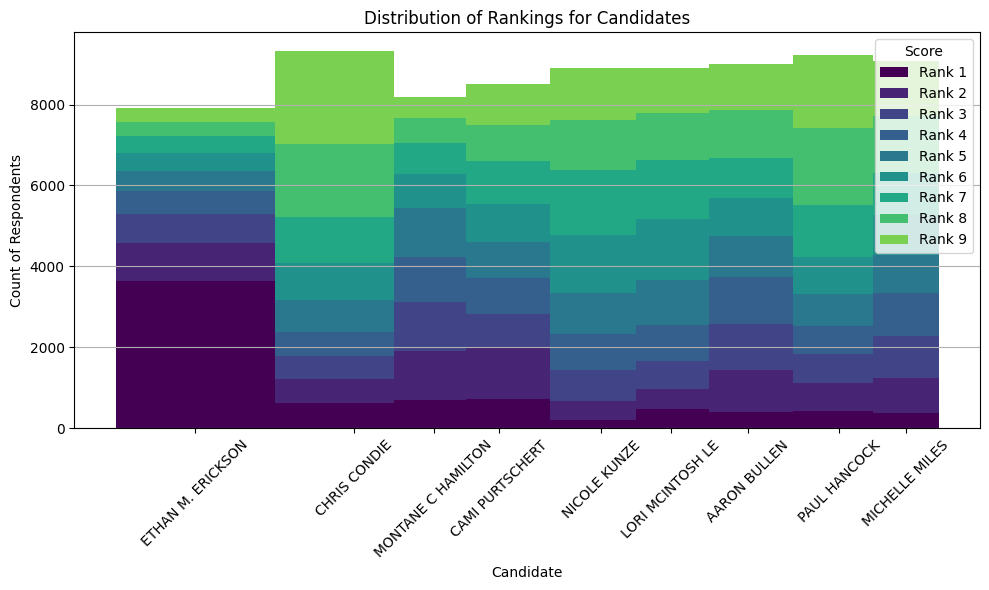 Distribution of Rankings for Candidates
Count of Respondents
8000
6000
4000
2000
0
Score
Rank 1
Rank 2
Rank 3
Rank 4
Rank 5
Rank 6
Rank 7
Rank 8
Rank 9
ETHAN M. ERICKSON
CHRIS CONDIE
MONTANE C HAMILTON
CAMI PURTSCHERT
NICOLE KUNZE
LORI MCINTOSH LE
AARON BULLEN
PAUL HANCOCK
MICHELLE MILES
Candidate